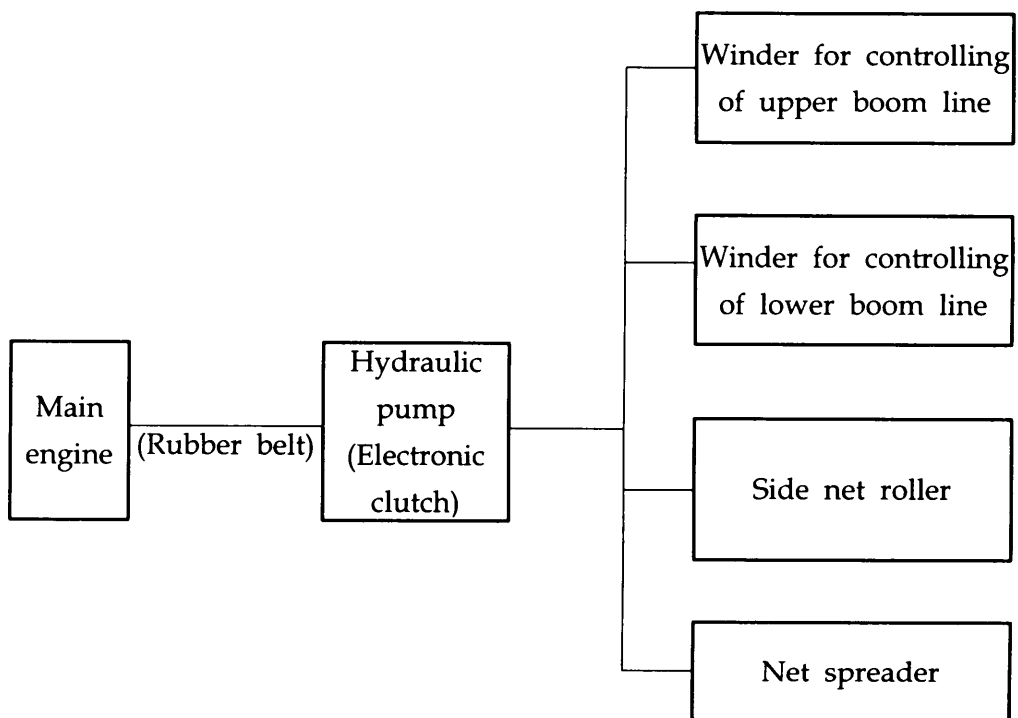 Winder for controlling
of upper boom line
Winder for controlling
of lower boom line
Main
engine
(Rubber belt)
Hydraulic
pump
(Electronic
clutch)
Side net roller
Net spreader